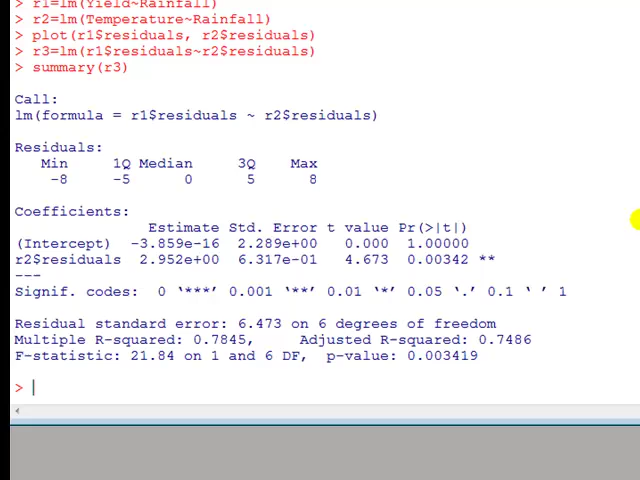 > r1=lm(Yield~Rainfall)
> r2=lm(Temperature~Rainfall)
> plot(r1$residuals, r2$residuals)
> r3=lm(r1$residuals~r2$residuals)
> summary(r3)
Call:
lm(formula = r1$residuals ~ r2$residuals)
Residuals:
Min 1Q Median 3Q Max
-8 -5 0 5 8
Coefficients:
Estimate Std. Error t value Pr(>|t|)
(Intercept) -3.859e-16 2.289e+00 0.000 1.00000
r2$residuals 2.952e+00 6.317e-01 4.673 0.00342 **
---
Signif. codes: 0 ‘***’ 0.001 ‘**’ 0.01 ‘*’ 0.05 ‘.’ 0.1 ‘ ’ 1
Residual standard error: 6.473 on 6 degrees of freedom
Multiple R-squared: 0.7845, Adjusted R-squared: 0.7486
F-statistic: 21.84 on 1 and 6 DF, p-value: 0.003419
>